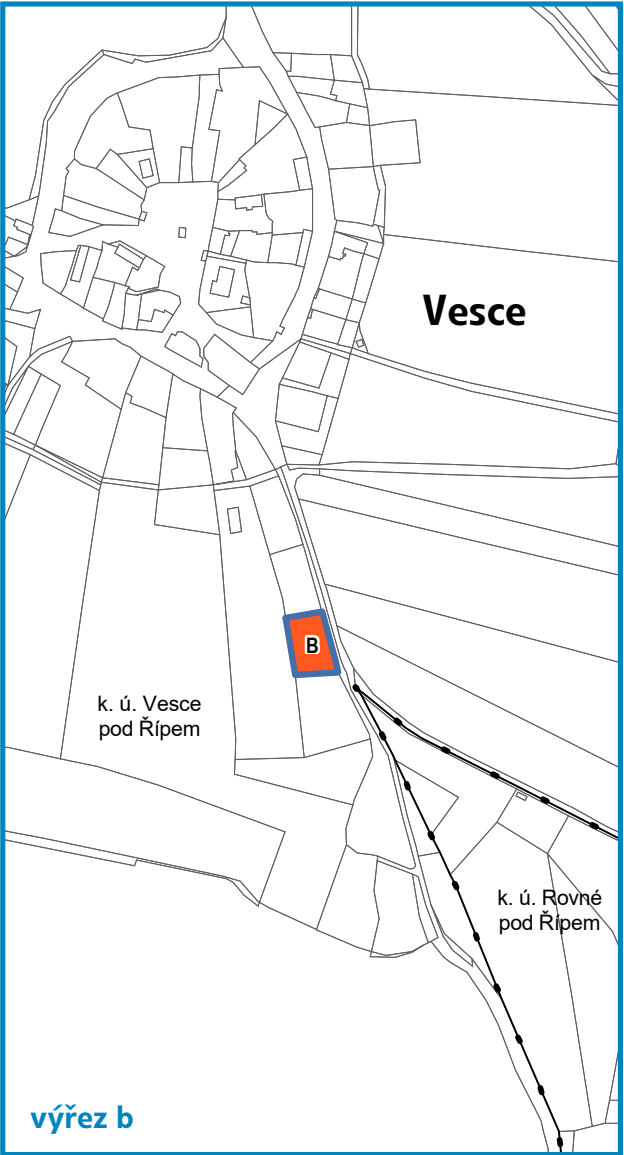 Vesce
B
k. ú. Vesce
pod Řípem
k. ú. Rovné
pod Řípem
výřez b